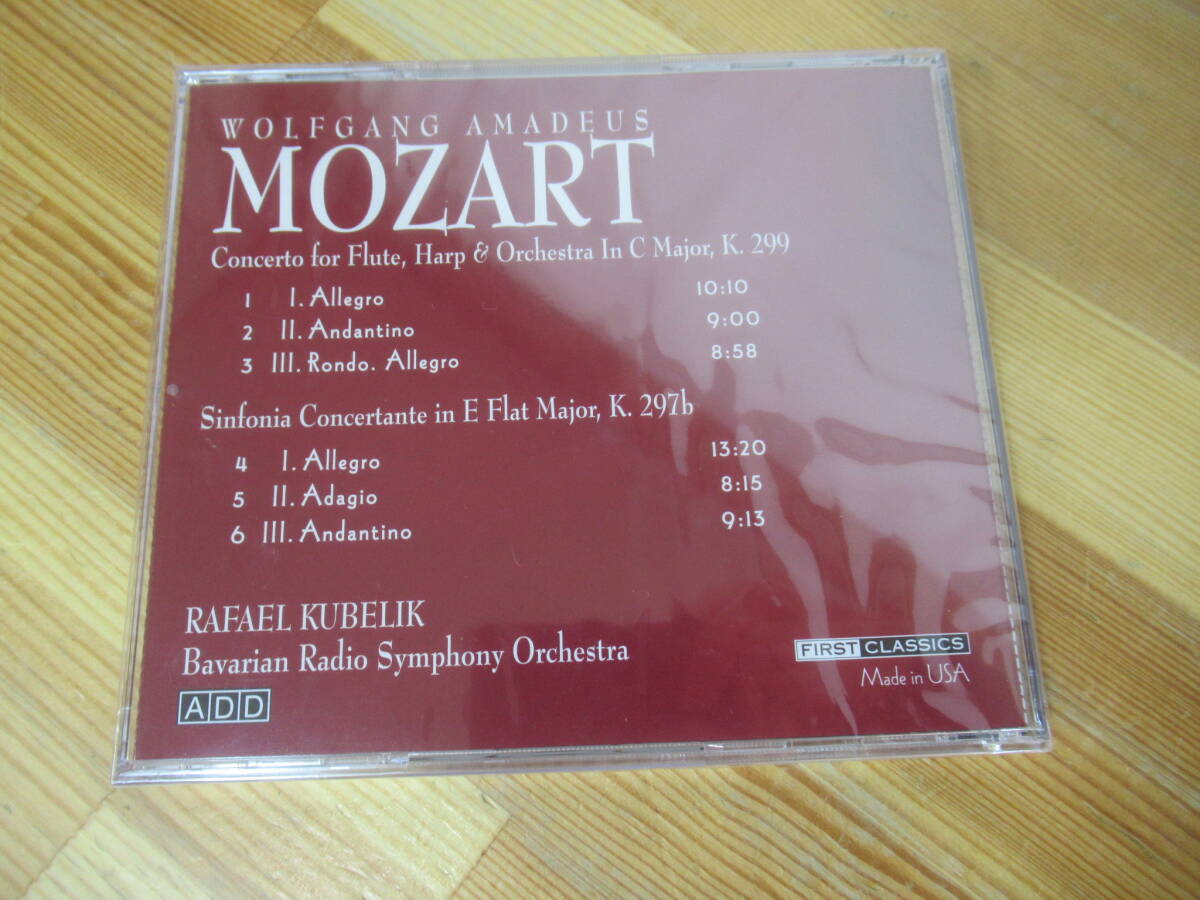 WOLFGANG AMADEUS
MOZART
Concerto for Flute, Harp & Orchestra In C Major, K. 299
1 I. Allegro 10:10
2 II. Andantino 9:00
3 III. Rondo. Allegro 8:58
Sinfonia Concertante in E Flat Major, K. 297b
4 I. Allegro 13:20
5 II. Adagio 8:15
6 III. Andantino 9:13
RAFAEL KUBELIK
Bavarian Radio Symphony Orchestra
ADD
FIRST CLASSICS
Made in USA